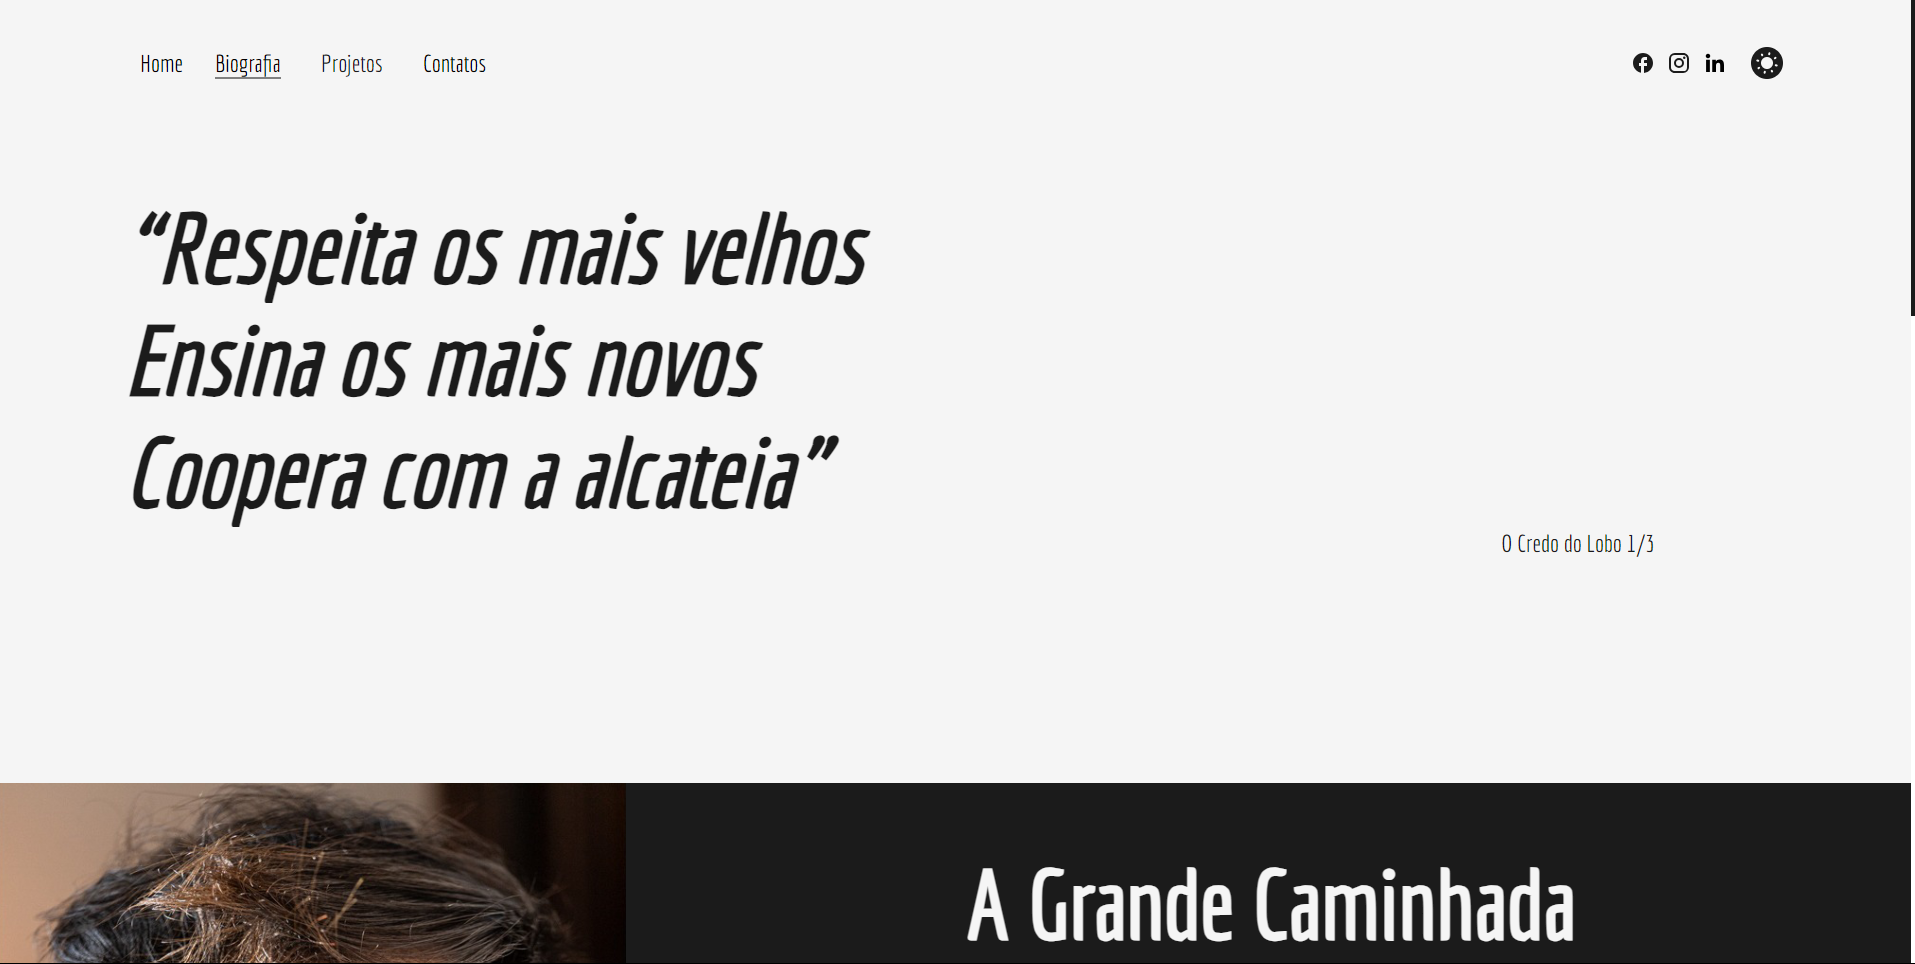 Home Biografia Projetos Contatos
“Respeita os mais velhos
Ensina os mais novos
Coopera com a alcateia”
O Credo do Lobo 1/3
A Grande Caminhada